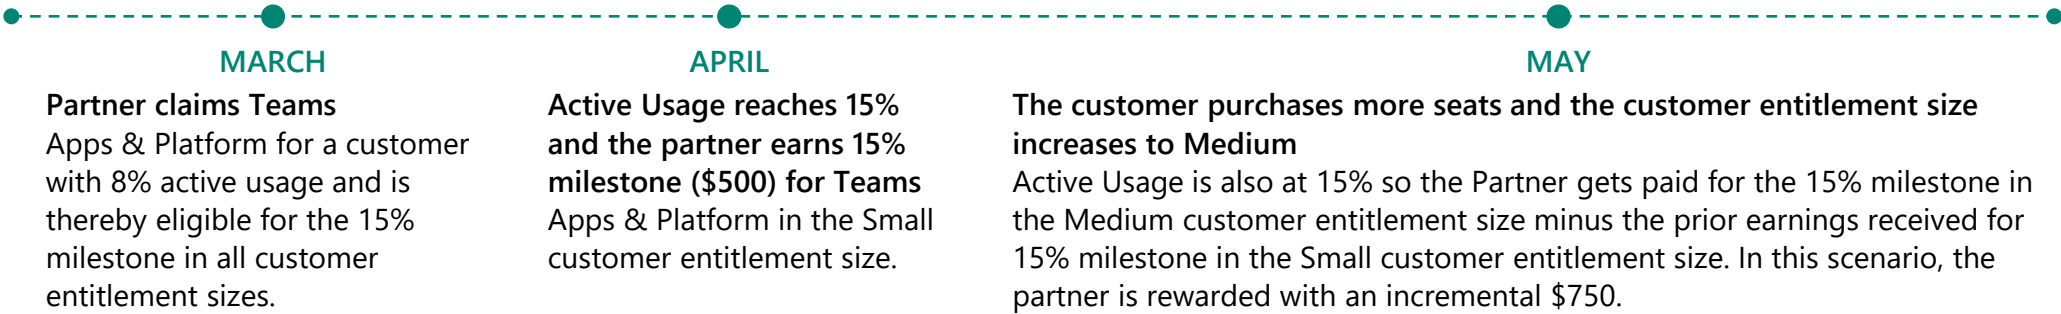 MARCH
Partner claims Teams
Apps & Platform for a customer
with 8% active usage and is
thereby eligible for the 15%
milestone in all customer
entitlement sizes.
APRIL
Active Usage reaches 15%
and the partner earns 15%
milestone ($500) for Teams
Apps & Platform in the Small
customer entitlement size.
MAY
The customer purchases more seats and the customer entitlement size
increases to Medium
Active Usage is also at 15% so the Partner gets paid for the 15% milestone in
the Medium customer entitlement size minus the prior earnings received for
15% milestone in the Small customer entitlement size. In this scenario, the
partner is rewarded with an incremental $750.